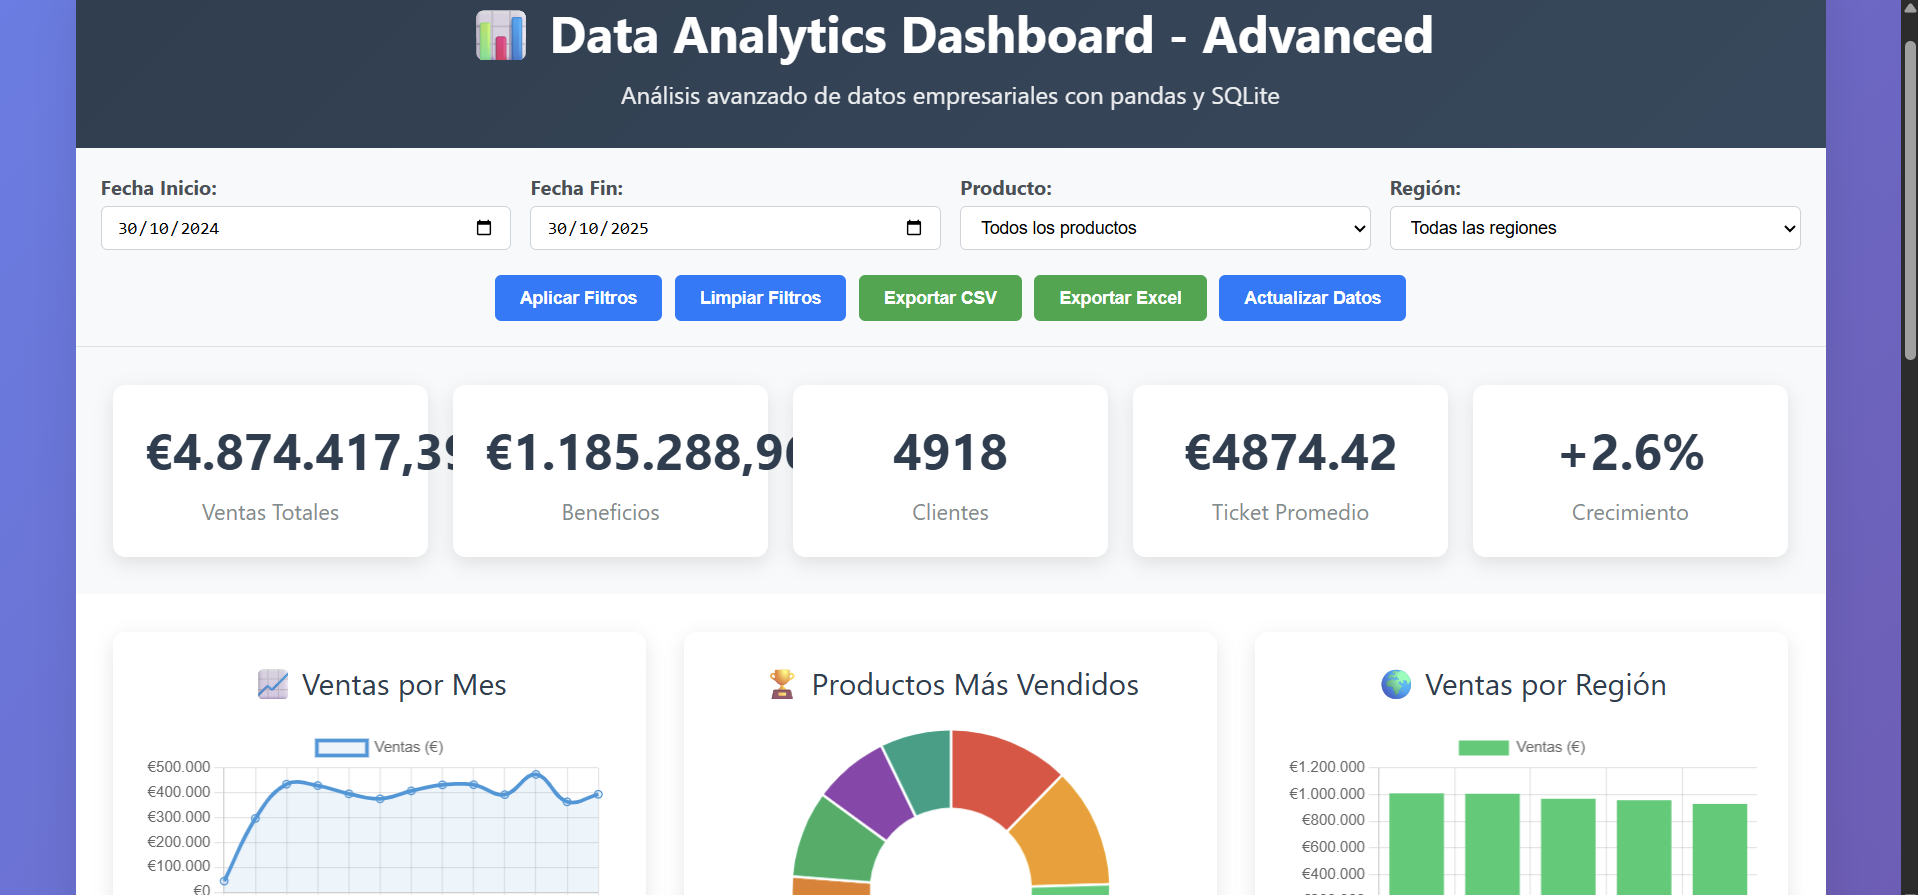 Data Analytics Dashboard - Advanced
Análisis avanzado de datos empresariales con pandas y SQLite
Fecha Inicio:
Fecha Fin:
Producto:
Región:
30/10/2024
30/10/2025
Todos los productos
Todas las regiones
Aplicar Filtros
Limpiar Filtros
Exportar CSV
Exportar Excel
Actualizar Datos
€4.874.417,39
Ventas Totales
€1.185.288,9
Beneficios
4918
Clientes
€4874.42
Ticket Promedio
+2.6%
Crecimiento
Ventas por Mes
Ventas (€)
€500.000
€400.000
€300.000
€200.000
€100.000
€0
Productos Más Vendidos
Ventas por Región
Ventas (€)
€1.200.000
€1.000.000
€800.000
€600.000
€400.000